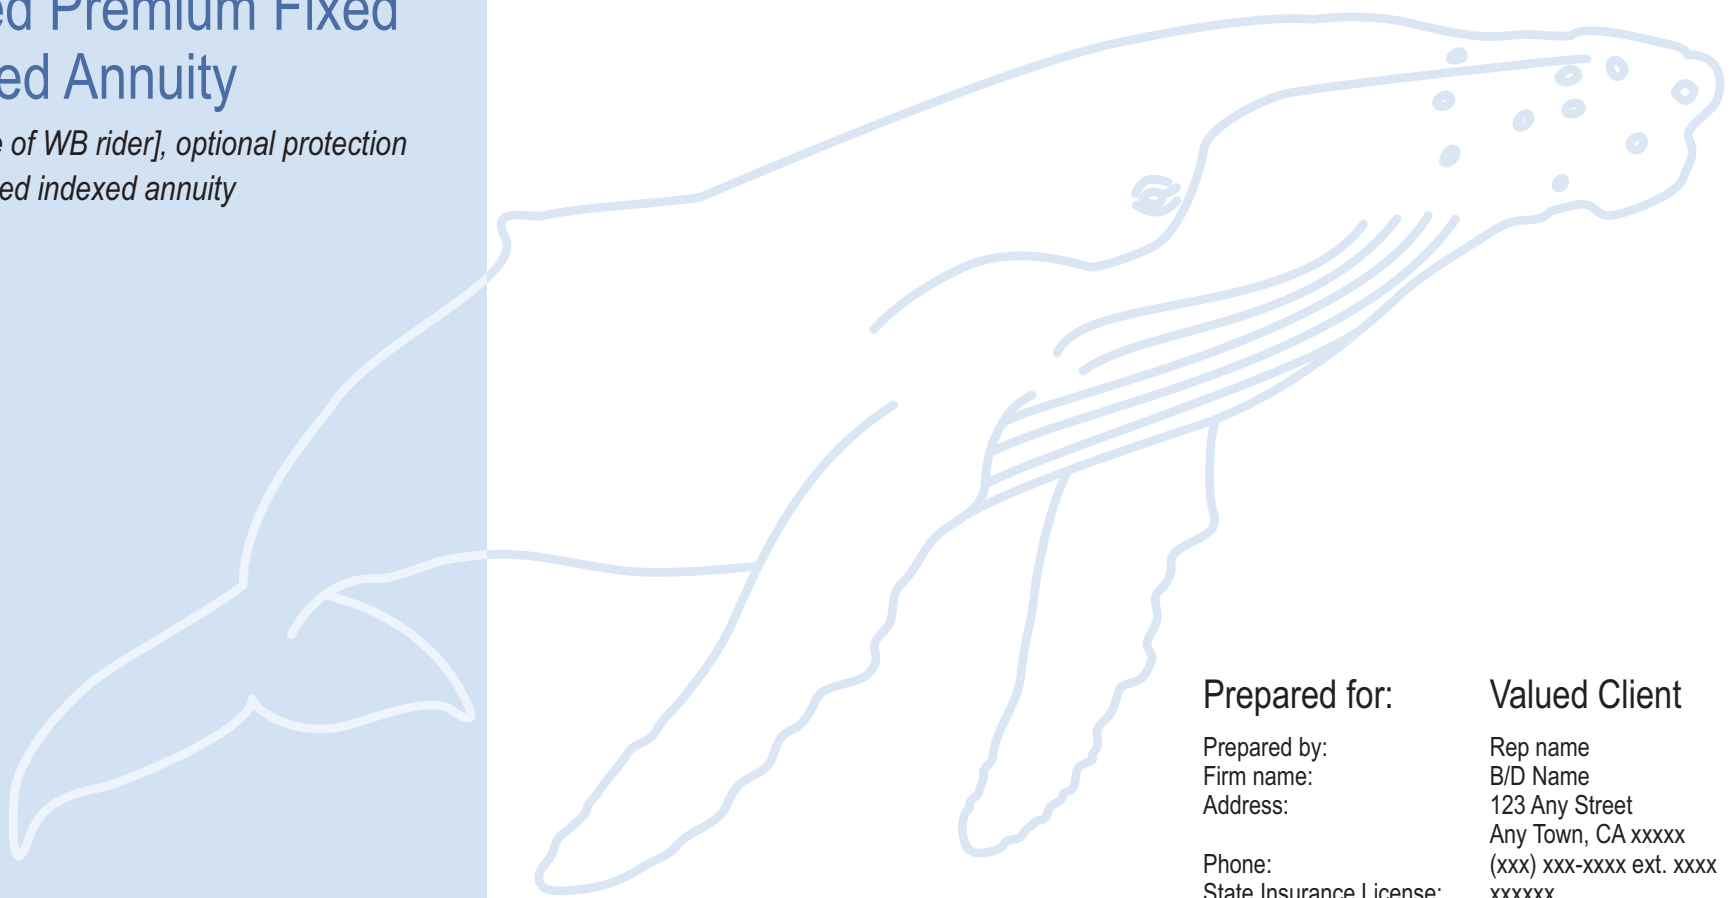 ed Premium Fixed
ed Annuity
e of WB rider], optional protection
ed indexed annuity
Prepared for: Valued Client
Prepared by: Rep name
Firm name: B/D Name
Address: 123 Any Street
Any Town, CA xxxxx
Phone: (xxx) xxx-xxxx ext. xxxx
State Insurance License: xxxxxx